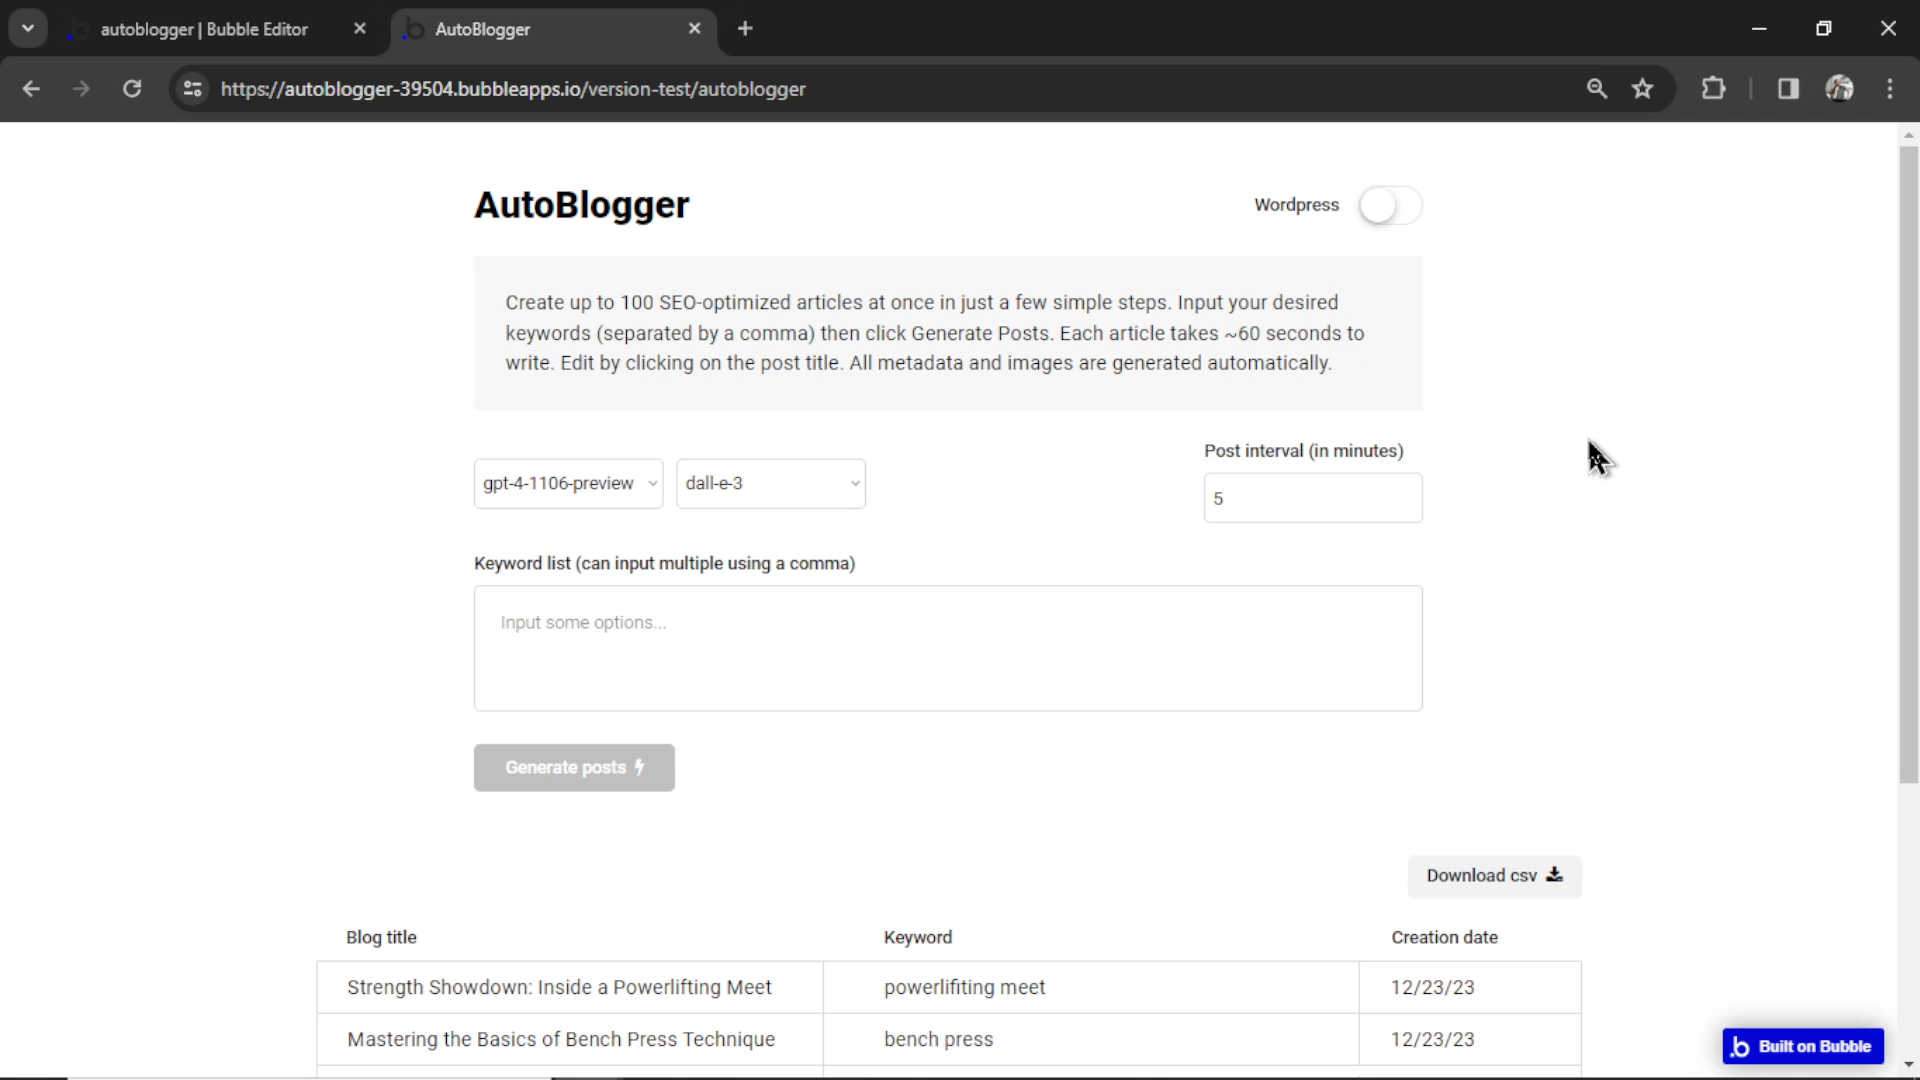 autoblogger | Bubble Editor
AutoBlogger
https://autoblogger-39504.bubbleapps.io/version-test/autoblogger
AutoBlogger
Wordpress
Create up to 100 SEO-optimized articles at once in just a few simple steps. Input your desired
keywords (separated by a comma) then click Generate Posts. Each article takes ~60 seconds to
write. Edit by clicking on the post title. All metadata and images are generated automatically.
Post interval (in minutes)
gpt-4-1106-preview
dall-e-3
5
Keyword list (can input multiple using a comma)
Input some options...
Generate posts
Download csv
Blog title
Keyword
Creation date
Strength Showdown: Inside a Powerlifting Meet
powerlifiting meet
12/23/23
Mastering the Basics of Bench Press Technique
bench press
12/23/23
Built on Bubble